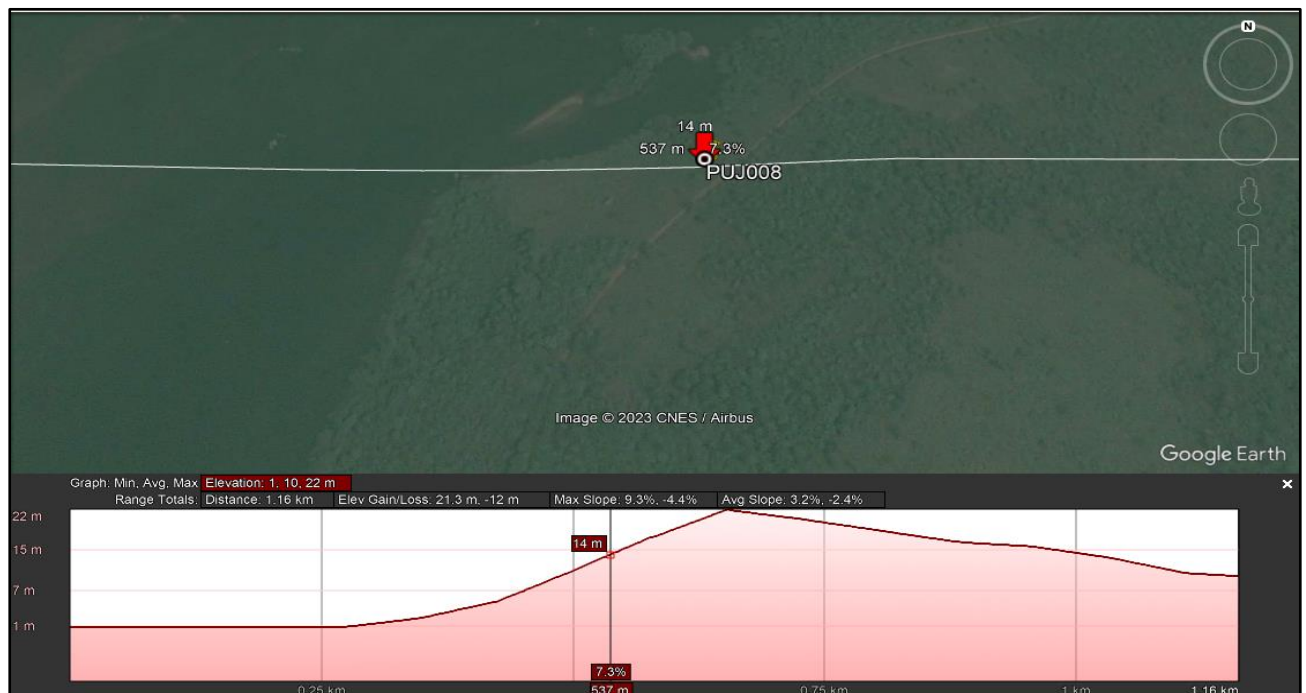 N
14 m
537 m 7.3%
PUJ008
Image © 2023 CNES / Airbus
Google Earth
Graph: Min, Avg, Max Elevation: 1, 10, 22 m
Range Totals: Distance: 1.16 km Elev Gain/Loss: 21.3 m, -12 m Max Slope: 9.3%, -4.4% Avg Slope: 3.2%, -2.4%
22 m
14 m
15 m
7 m
1 m
7.3%
0.25 km 537 m 0.75 km 1 km 1.16 km